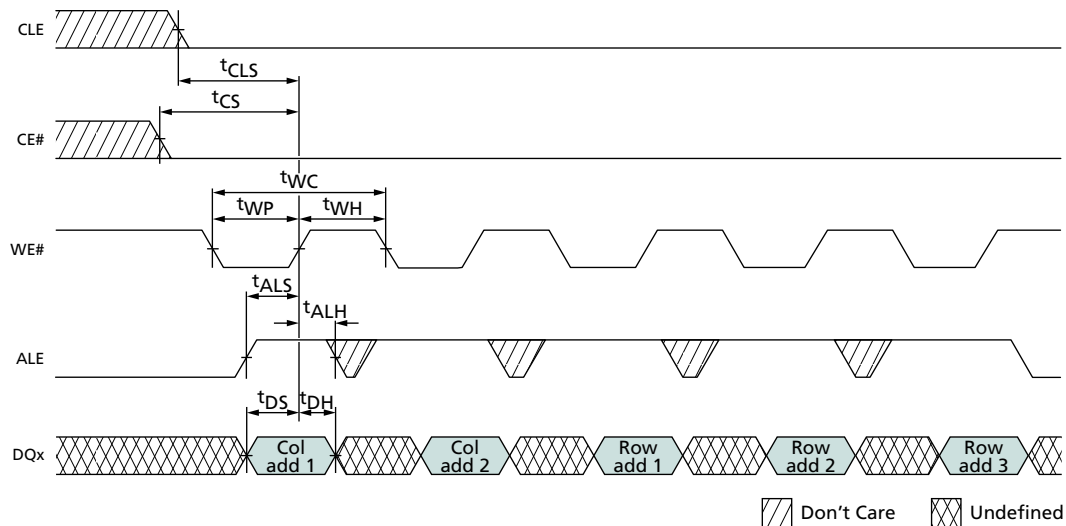 CLE
tCLS
tCS
CE#
tWC
tWP
tWH
WE#
tALS
tALH
ALE
tDS
tDH
DQx
Col
add 1
Col
add 2
Row
add 1
Row
add 2
Row
add 3
Don't Care
Undefined